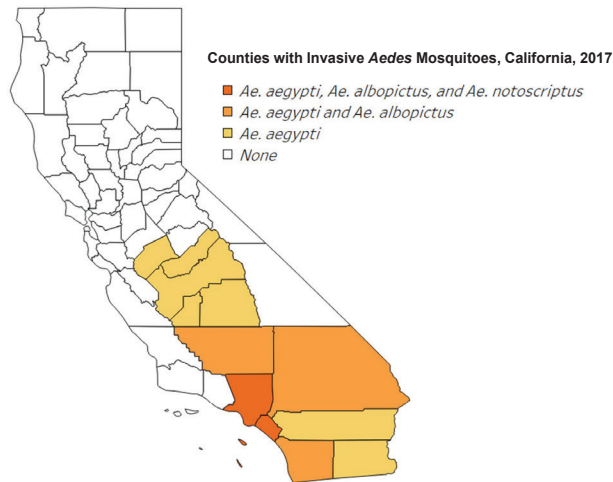 Counties with Invasive Aedes Mosquitoes, California, 2017
Ae. aegypti, Ae. albopictus, and Ae. notoscriptus
Ae. aegypti and Ae. albopictus
Ae. aegypti
None